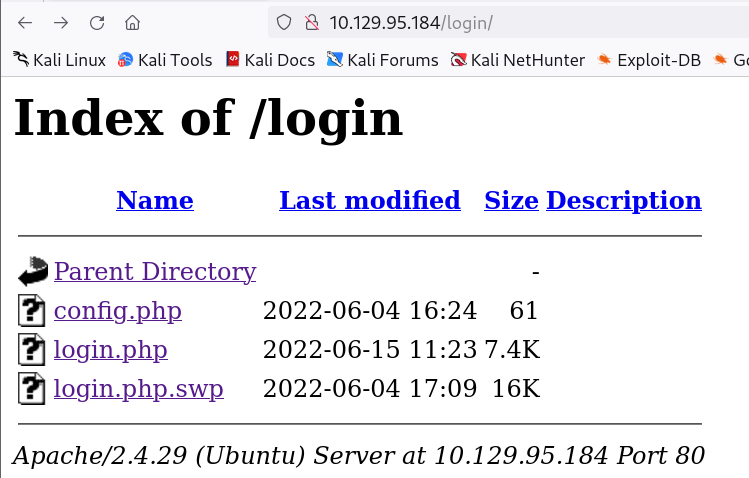 10.129.95.184/login/
Kali Linux Kali Tools Kali Docs Kali Forums Kali NetHunter Exploit-DB
Index of /login
Name Last modified Size Description
Parent Directory -
config.php 2022-06-04 16:24 61
login.php 2022-06-15 11:23 7.4K
login.php.swp 2022-06-04 17:09 16K
Apache/2.4.29 (Ubuntu) Server at 10.129.95.184 Port 80